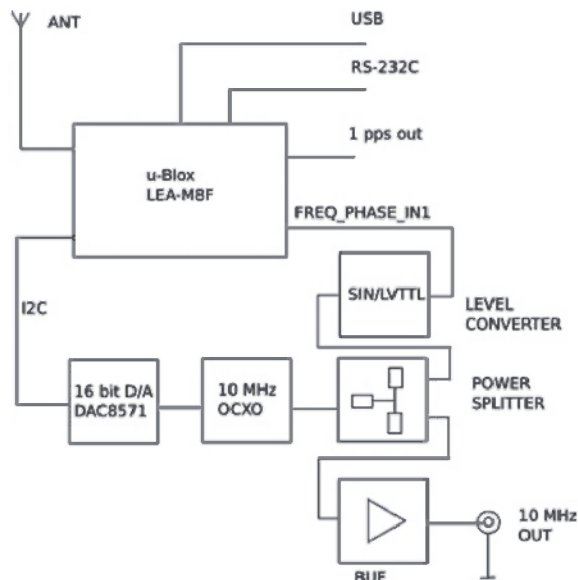 ANT
USB
RS-232C
1 pps out
u-Blox
LEA-M8F
FREQ_PHASE_IN1
I2C
SIN/LVTTL
LEVEL
CONVERTER
16 bit D/A
DAC8571
10 MHz
OCXO
POWER
SPLITTER
10 MHz
OUT
BUF